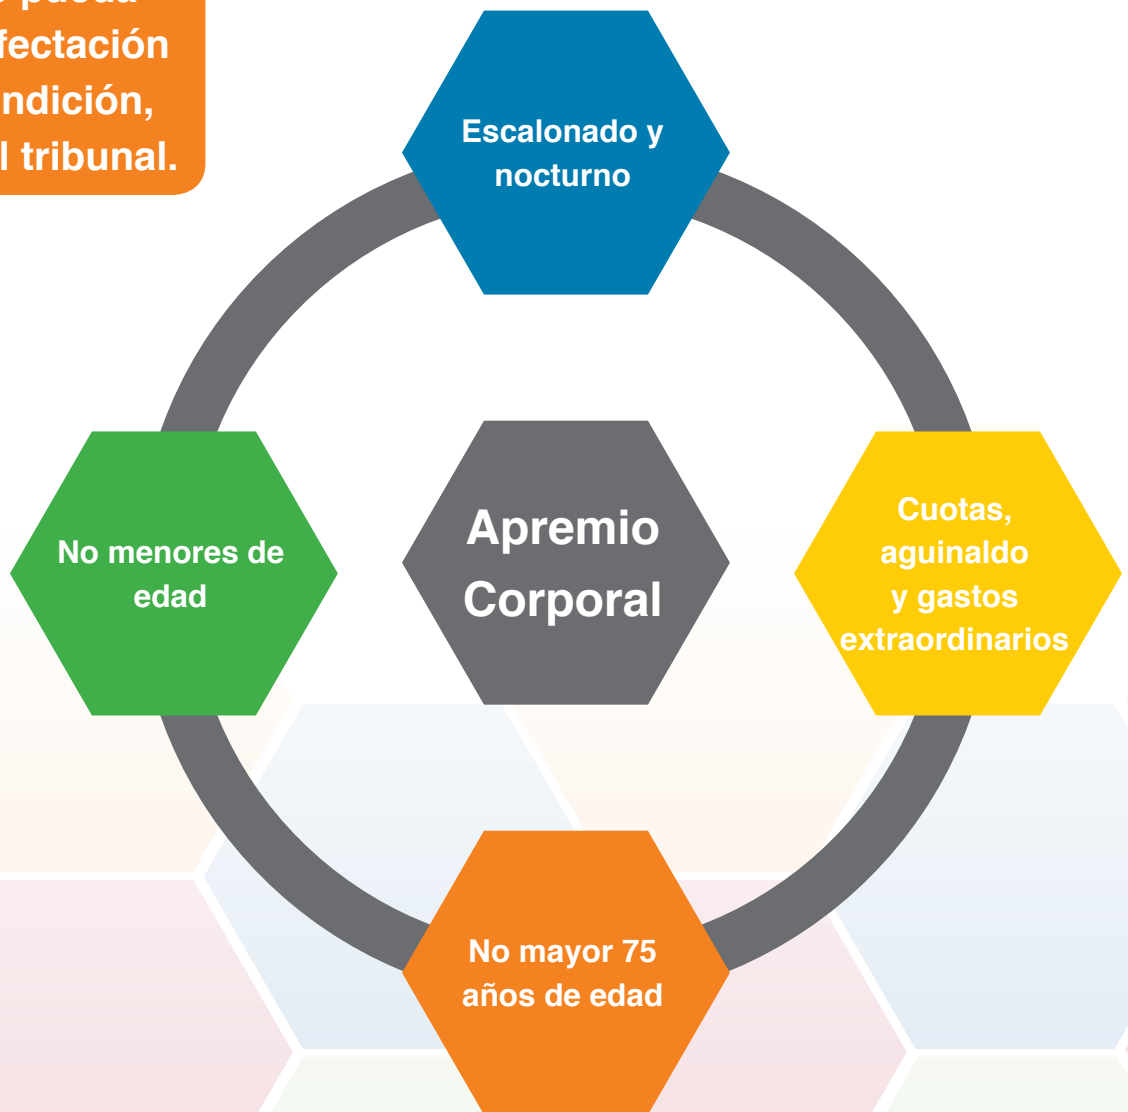 pueda
fectación
ndición,
l tribunal.
Escalonado y
nocturno
No menores de
edad
Apremio
Corporal
Cuotas,
aguinaldo
y gastos
extraordinarios
No mayor 75
años de edad